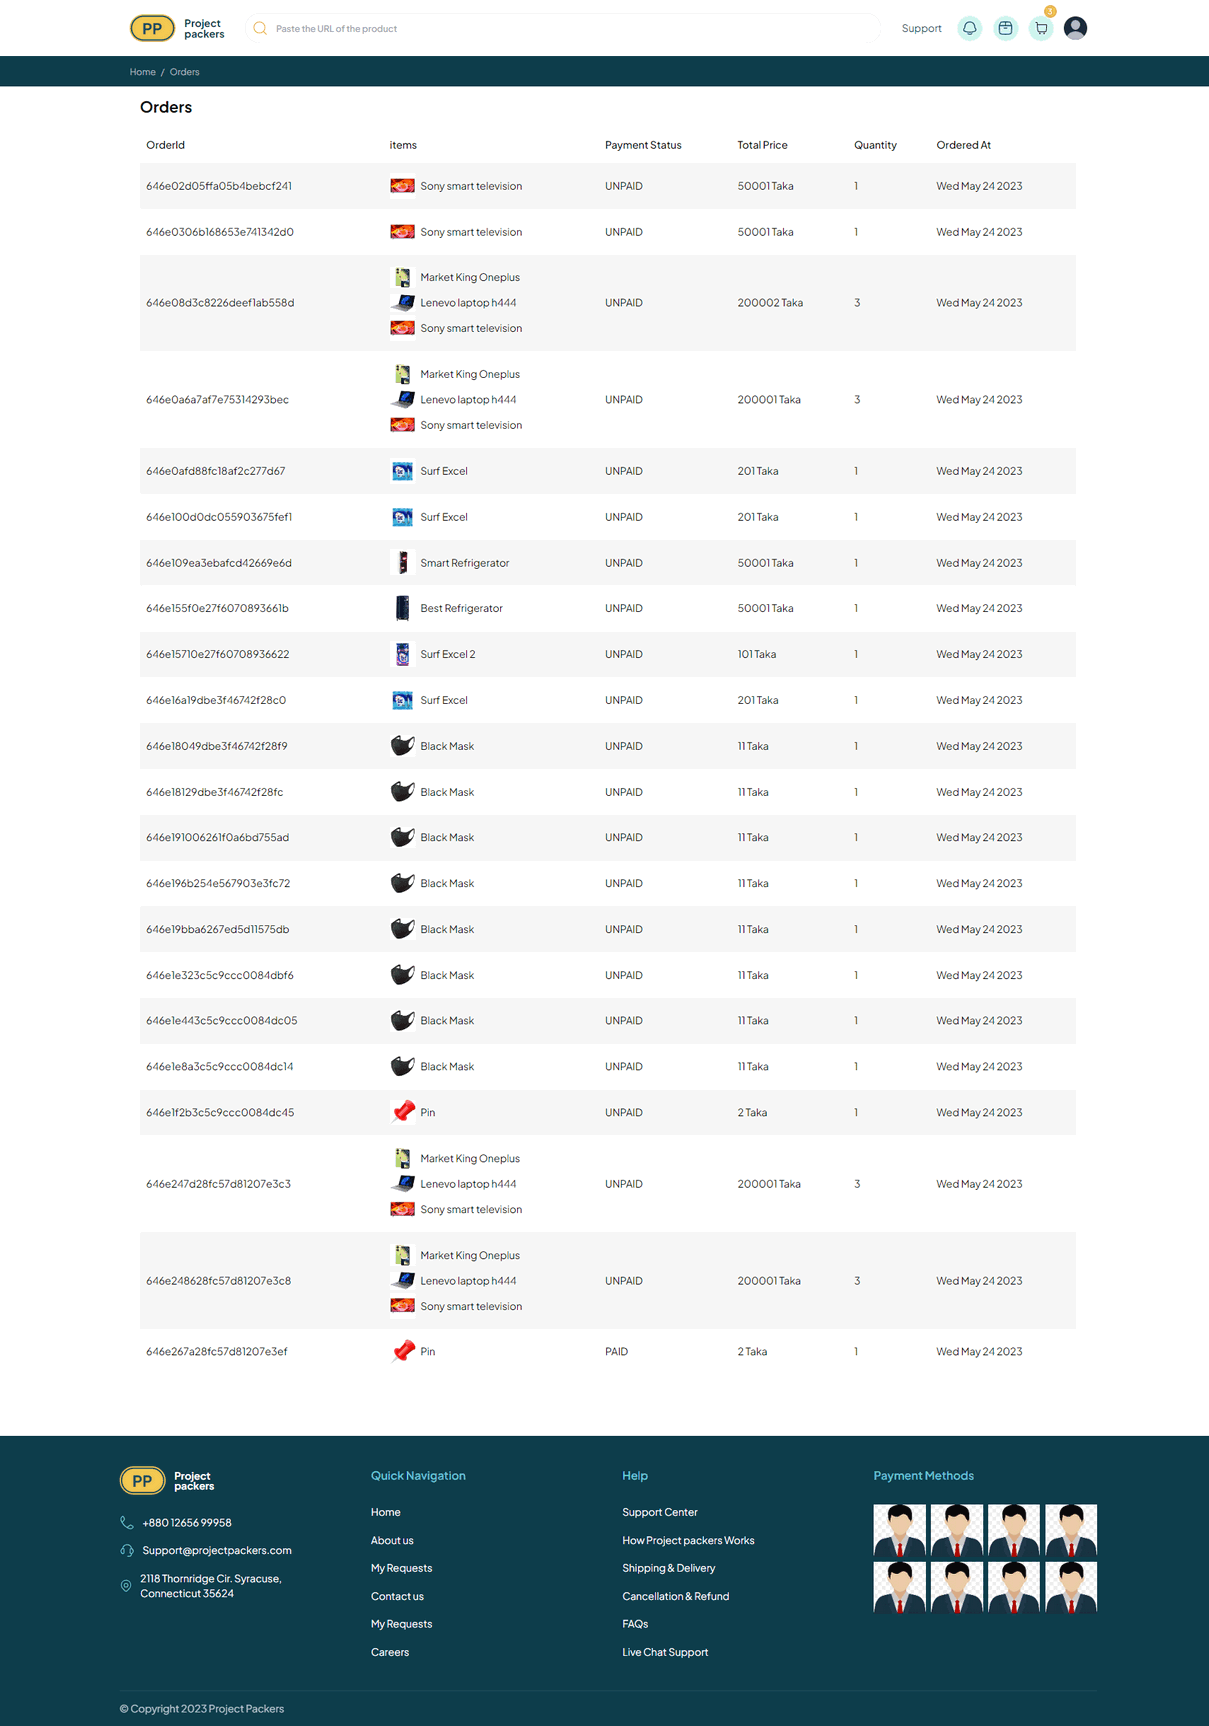 PP Project packers
Paste the URL of the product
Support
3
Home / Orders
Orders
OrderId items Payment Status Total Price Quantity Ordered At
646e02d05ffa05b4bebcf241 Sony smart television UNPAID 50001 Taka 1 Wed May 24 2023
646e0306b168653e741342d0 Sony smart television UNPAID 50001 Taka 1 Wed May 24 2023
Market King Oneplus
646e08d3c8226deef1ab558d Lenevo laptop h444 UNPAID 200002 Taka 3 Wed May 24 2023
Sony smart television
Market King Oneplus
646e0a6a7af7e75314293bec Lenevo laptop h444 UNPAID 200001 Taka 3 Wed May 24 2023
Sony smart television
646e0afd88fc18af2c277d67 Surf Excel UNPAID 201 Taka 1 Wed May 24 2023
646e100d0dc055903675fef1 Surf Excel UNPAID 201 Taka 1 Wed May 24 2023
646e109ea3ebafcd42669e6d Smart Refrigerator UNPAID 50001 Taka 1 Wed May 24 2023
646e155f0e27f6070893661b Best Refrigerator UNPAID 50001 Taka 1 Wed May 24 2023
646e15710e27f60708936622 Surf Excel 2 UNPAID 101 Taka 1 Wed May 24 2023
646e16a19dbe3f46742f28c0 Surf Excel UNPAID 201 Taka 1 Wed May 24 2023
646e18049dbe3f46742f28f9 Black Mask UNPAID 11 Taka 1 Wed May 24 2023
646e18129dbe3f46742f28fc Black Mask UNPAID 11 Taka 1 Wed May 24 2023
646e191006261f0a6bd755ad Black Mask UNPAID 11 Taka 1 Wed May 24 2023
646e196b254e567903e3fc72 Black Mask UNPAID 11 Taka 1 Wed May 24 2023
646e19bba6267ed5d11575db Black Mask UNPAID 11 Taka 1 Wed May 24 2023
646e1e323c5c9ccc0084dbf6 Black Mask UNPAID 11 Taka 1 Wed May 24 2023
646e1e443c5c9ccc0084dc05 Black Mask UNPAID 11 Taka 1 Wed May 24 2023
646e1e8a3c5c9ccc0084dc14 Black Mask UNPAID 11 Taka 1 Wed May 24 2023
646e1f2b3c5c9ccc0084dc45 Pin UNPAID 2 Taka 1 Wed May 24 2023
Market King Oneplus
646e247d28fc57d81207e3c3 Lenevo laptop h444 UNPAID 200001 Taka 3 Wed May 24 2023
Sony smart television
Market King Oneplus
646e248628fc57d81207e3c8 Lenevo laptop h444 UNPAID 200001 Taka 3 Wed May 24 2023
Sony smart television
646e267a28fc57d81207e3ef Pin PAID 2 Taka 1 Wed May 24 2023
PP Project packers
+880 12656 99958
Support@projectpackers.com
2118 Thornridge Cir. Syracuse,
Connecticut 35624
Quick Navigation
Home
About us
My Requests
Contact us
My Requests
Careers
Help
Support Center
How Project packers Works
Shipping & Delivery
Cancellation & Refund
FAQs
Live Chat Support
Payment Methods
© Copyright 2023 Project Packers